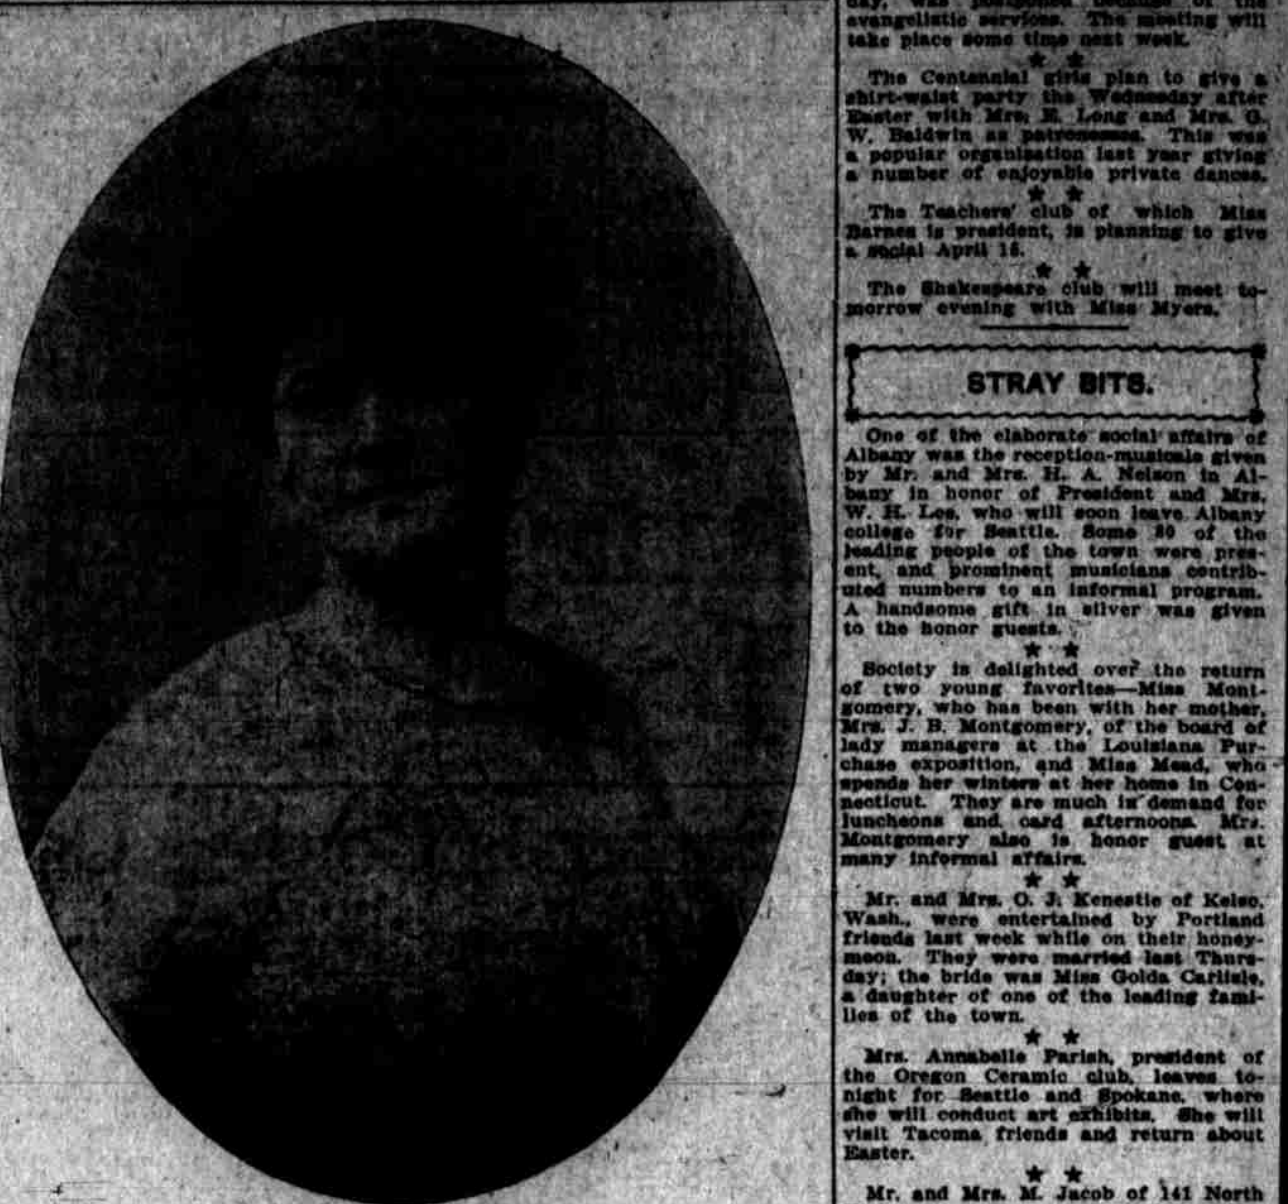 day, was postponed because of the
evangelistic services. The meeting will
take place some time next week.
★ ★
The Centennial girls plan to give a
shirt-waist party the Wednesday after
Easter with Mrs. E. Long and Mrs. G.
W. Baldwin as patronesses. This was
a popular organization last year giving
a number of enjoyable private dances.
★ ★
The Teachers' club of which Miss
Barnes is president, is planning to give
a social April 15.
★ ★
The Shakespeare club will meet to-
morrow evening with Miss Myers.
STRAY BITS.
One of the elaborate social affairs of
Albany was the reception-musicale given
by Mr. and Mrs. H. A. Nelson in Al-
bany in honor of President and Mrs.
W. H. Lee, who will soon leave Albany
college for Seattle. Some 80 of the
leading people of the town were pres-
ent, and prominent musicians contrib-
uted numbers to an informal program.
A handsome gift in silver was given
to the honor guests.
★ ★
Society is delighted over the return
of two young favorites—Miss Mont-
gomery, who has been with her mother,
Mrs. J. B. Montgomery, of the board of
lady managers at the Louisiana Pur-
chase exposition, and Miss Mead, who
spends her winters at her home in Con-
necticut. They are much in demand for
luncheons and card afternoons. Mrs.
Montgomery also is honor guest at
many informal affairs.
★ ★
Mr. and Mrs. O. J. Kenestie of Kelso,
Wash., were entertained by Portland
friends last week while on their honey-
moon. They were married last Thurs-
day; the bride was Miss Golda Carlisle,
a daughter of one of the leading fami-
lies of the town.
★ ★
Mrs. Annabelle Parish, president of
the Oregon Ceramic club, leaves to-
night for Seattle and Spokane, where
she will conduct art exhibits. She will
visit Tacoma friends and return about
Easter.
★ ★
Mr. and Mrs. M. Jacob of 141 North